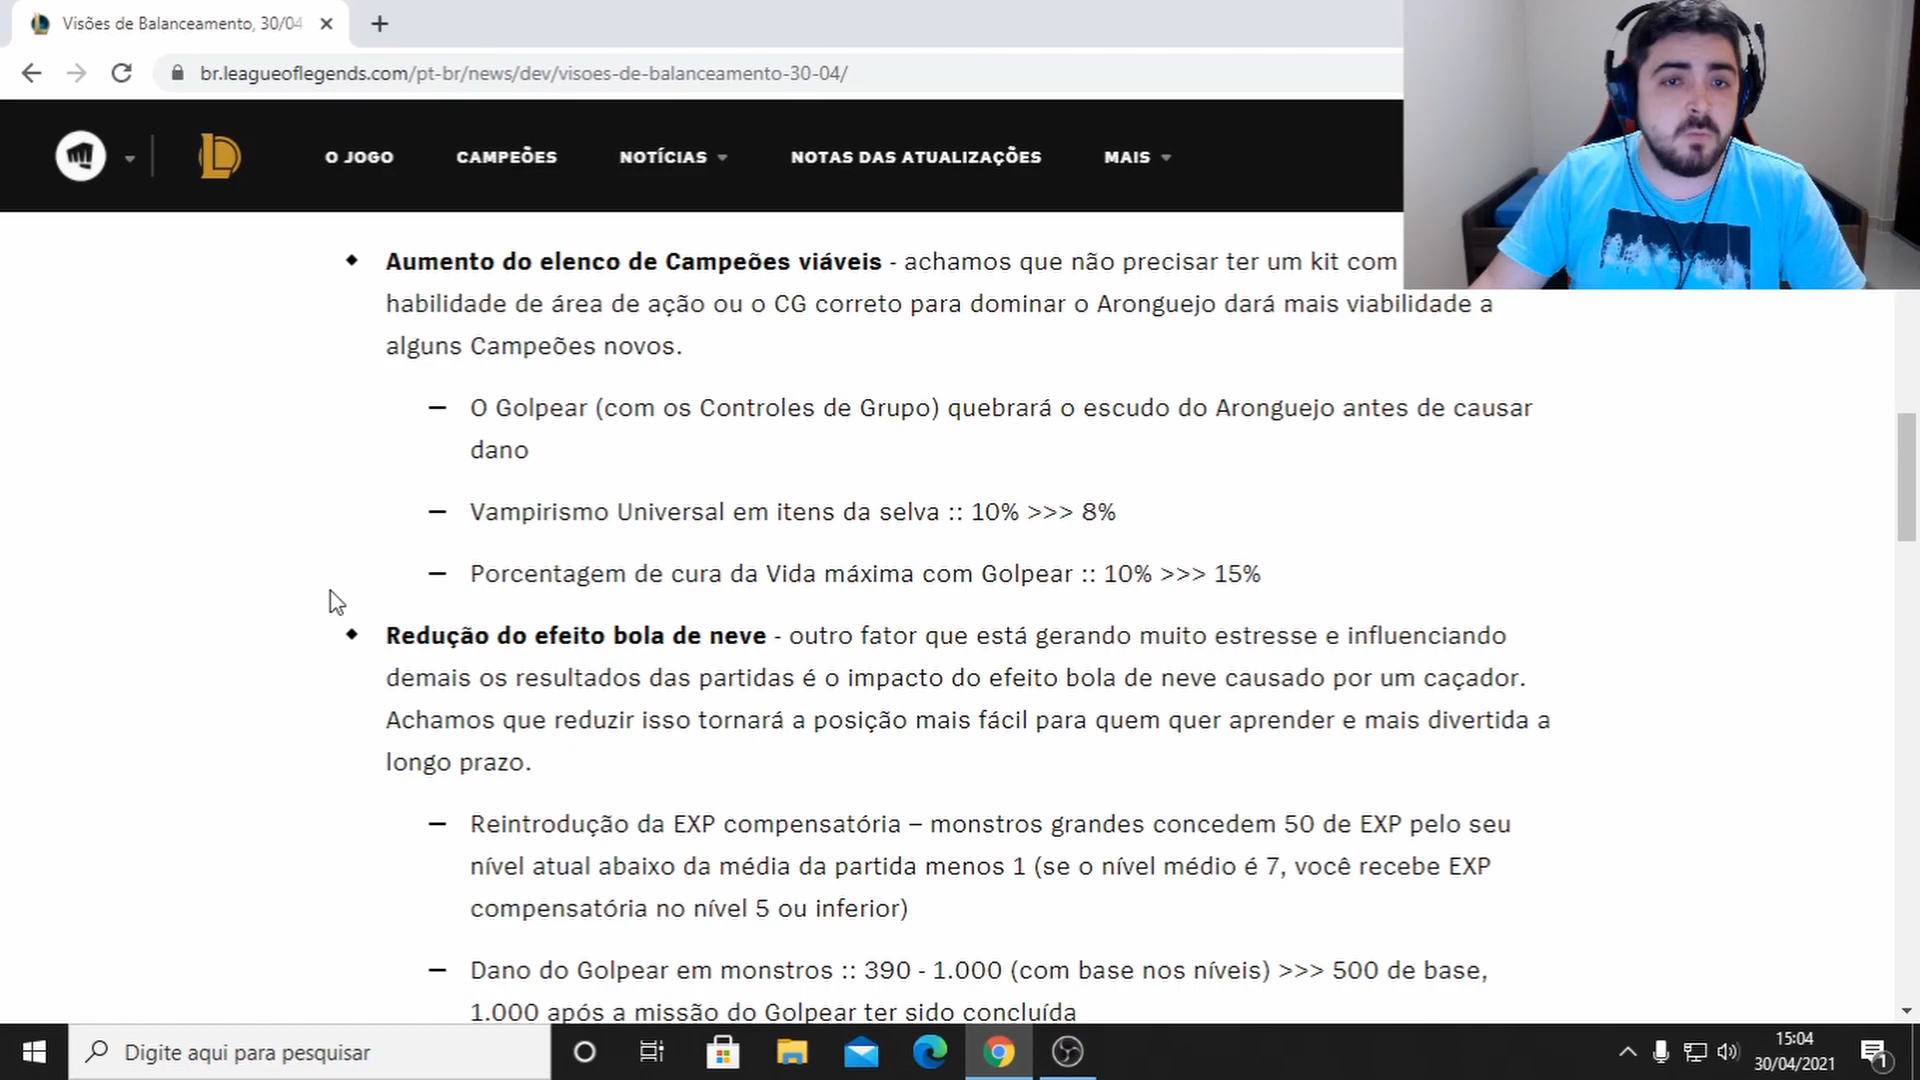 Visões de Balanceamento, 30/04
br.leagueoflegends.com/pt-br/news/dev/visoes-de-balanceamento-30-04/
O JOGO
CAMPEÕES
NOTÍCIAS
NOTAS DAS ATUALIZAÇÕES
MAIS
Aumento do elenco de Campeões viáveis - achamos que não precisar ter um kit com
habilidade de área de ação ou o CG correto para dominar o Aronguejo dará mais viabilidade a
alguns Campeões novos.
— O Golpear (com os Controles de Grupo) quebrará o escudo do Aronguejo antes de causar
dano
— Vampirismo Universal em itens da selva :: 10% >>> 8%
— Porcentagem de cura da Vida máxima com Golpear :: 10% >>> 15%
Redução do efeito bola de neve - outro fator que está gerando muito estresse e influenciando
demais os resultados das partidas é o impacto do efeito bola de neve causado por um caçador.
Achamos que reduzir isso tornará a posição mais fácil para quem quer aprender e mais divertida a
longo prazo.
— Reintrodução da EXP compensatória – monstros grandes concedem 50 de EXP pelo seu
nível atual abaixo da média da partida menos 1 (se o nível médio é 7, você recebe EXP
compensatória no nível 5 ou inferior)
— Dano do Golpear em monstros :: 390 - 1.000 (com base nos níveis) >>> 500 de base,
1.000 após a missão do Golpear ter sido concluída
Digite aqui para pesquisar
15:04
30/04/2021
1